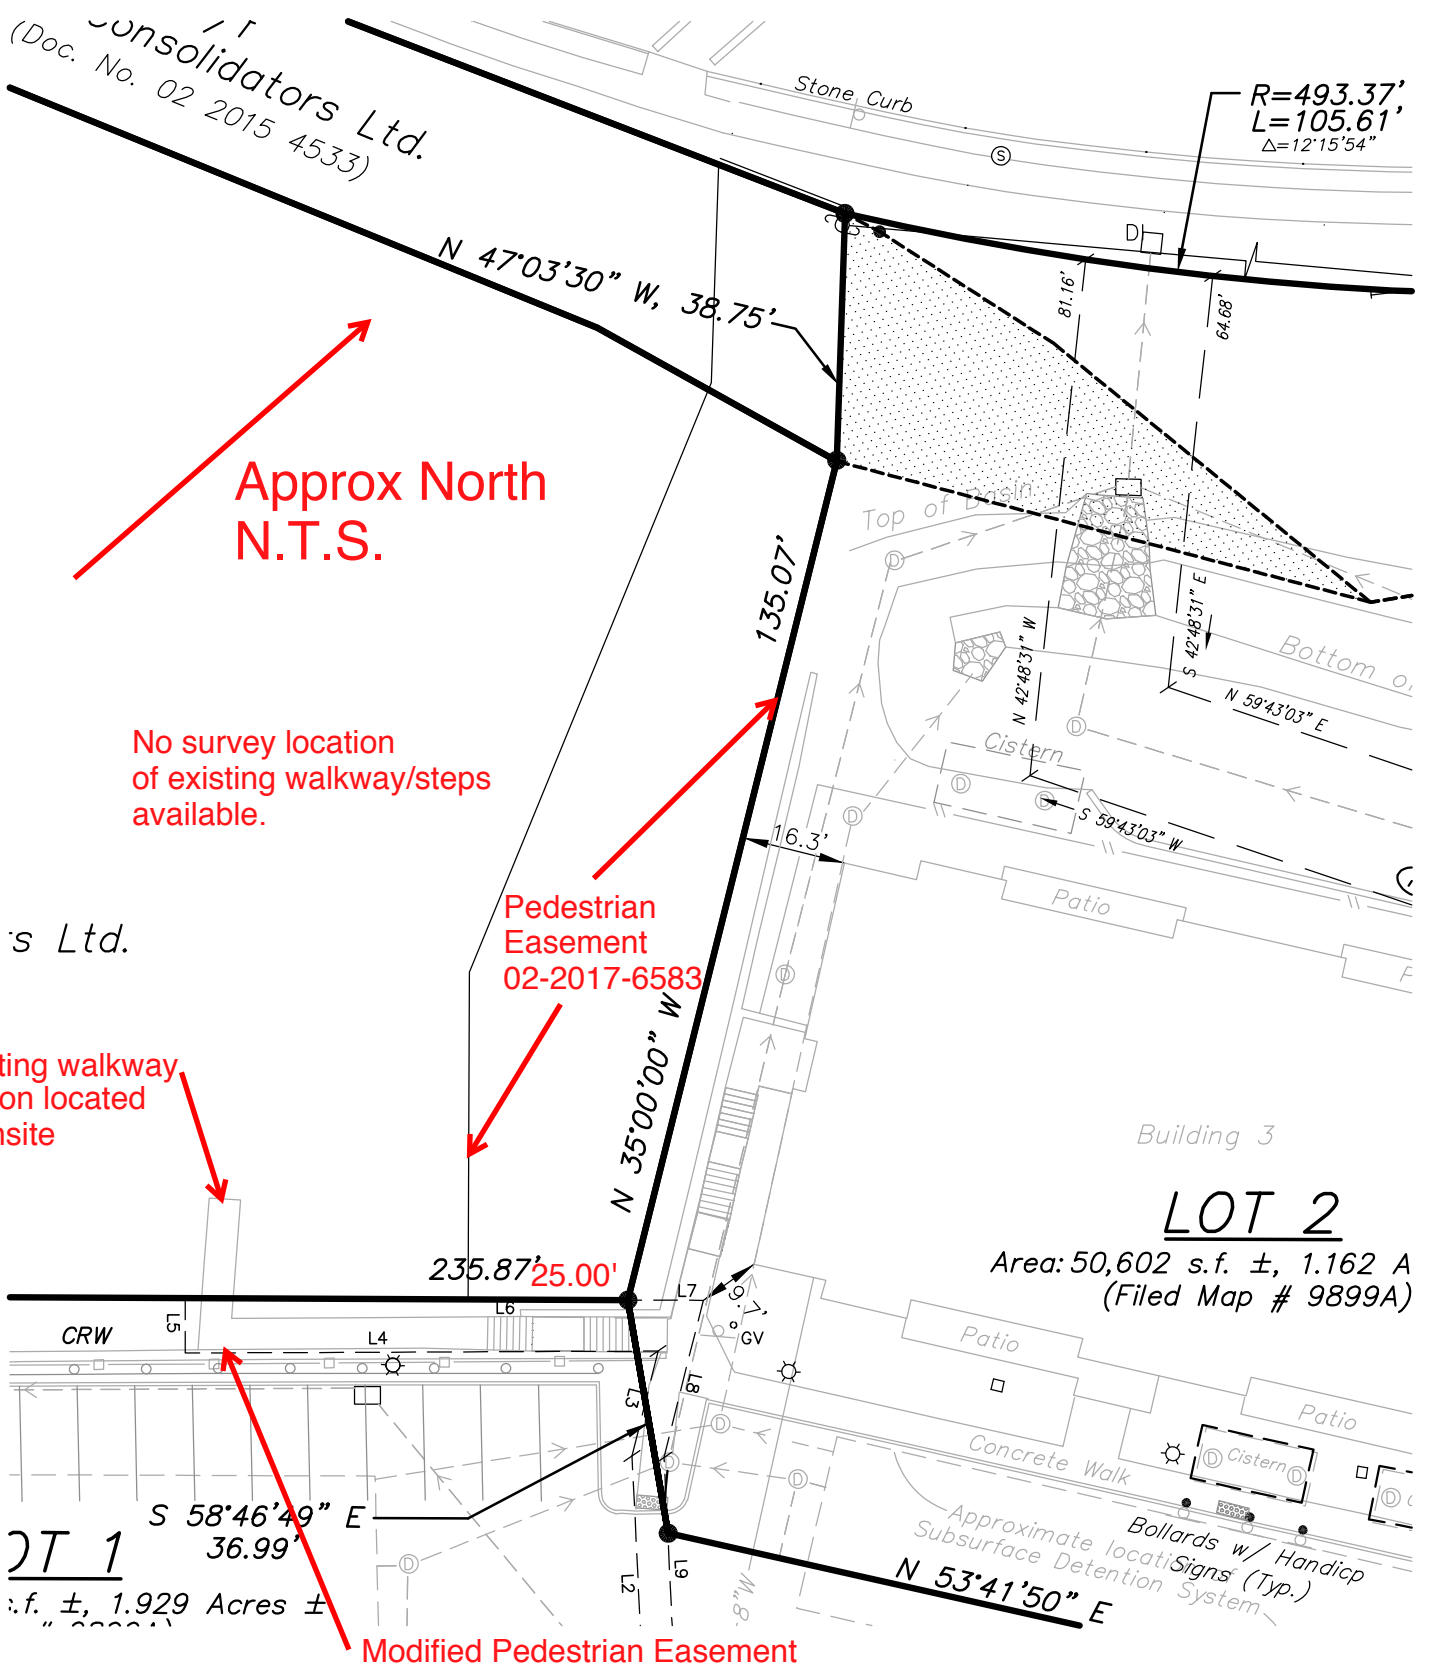 Consolidators Ltd.
(Doc. No. 02 2015 4533)
Stone Curb
R=493.37',
L=105.61'
Δ=12°15'54"
S
D
N 47°03'30" W, 38.75'
81.16'
64.68'
Approx North
N.T.S.
Top of Basin
D
135.07'
N 42°48'31" W
S 42°48'31" E
Bottom o
N 59°43'03" E
D
Cistern
D
D
D
S 59°43'03" W
No survey location
of existing walkway/steps
available.
16.3'
Patio
Pedestrian
Easement
02-2017-6583
s Ltd.
D
P
N 35°00'00" W
ting walkway
on located
nsite
Building 3
LOT 2
Area: 50,602 s.f. ±, 1.162 A
(Filed Map # 9899A)
235.87'
25.00'
L7
L6
L5
CRW
L4
9.7'
GV
Patio
L3
L8
D
Patio
Concrete Walk
Cistern
D
D
D
D
D
S 58°46'49" E
36.99'
Approximate location of
Subsurface Detention System
Bollards w/ Handicp
Signs (Typ.)
D
OT 1
.f. ±, 1.929 Acres ±
L2
L9
N 53°41'50" E
Modified Pedestrian Easement